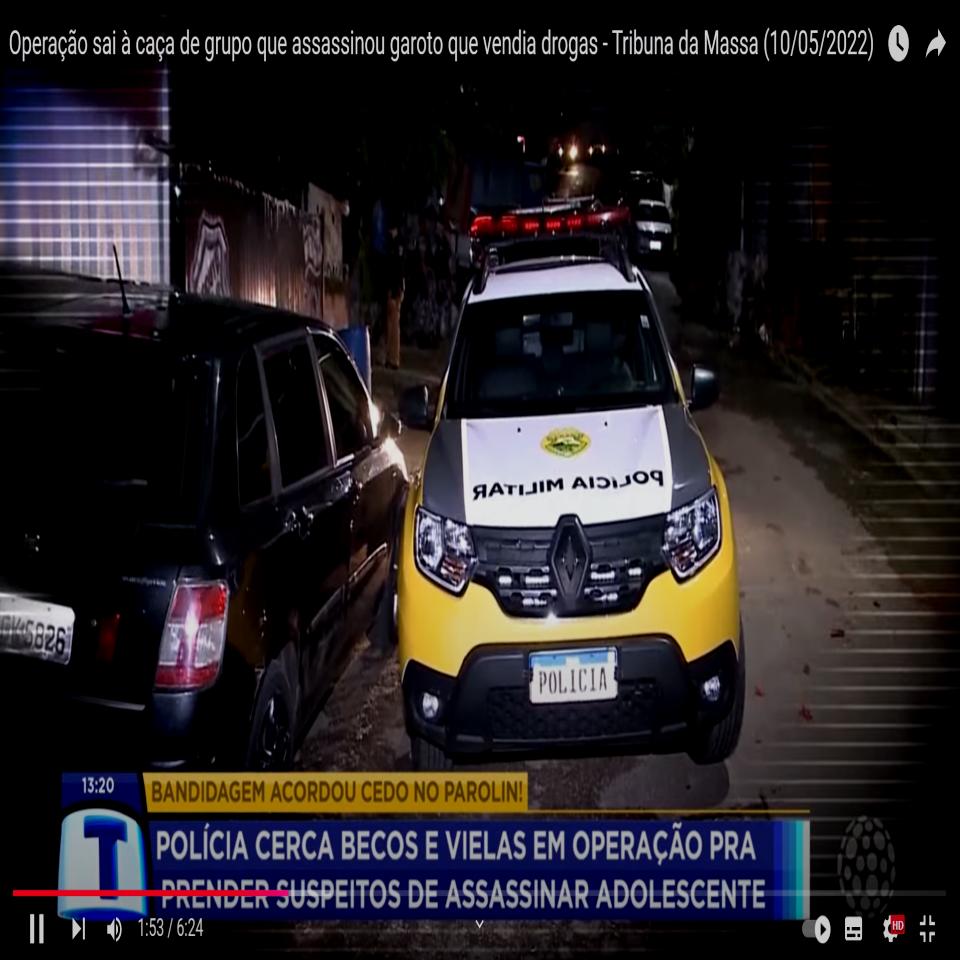 Operação sai à caça de grupo que assassinou garoto que vendia drogas - Tribuna da Massa (10/05/2022)
POLICIA MILITAR
5826
POLICIA
13:20
BANDIDAGEM ACORDOU CEDO NO PAROLIN!
T
POLÍCIA CERCA BECOS E VIELAS EM OPERAÇÃO PRA
PRENDER SUSPEITOS DE ASSASSINAR ADOLESCENTE
1:53 / 6:24
HD